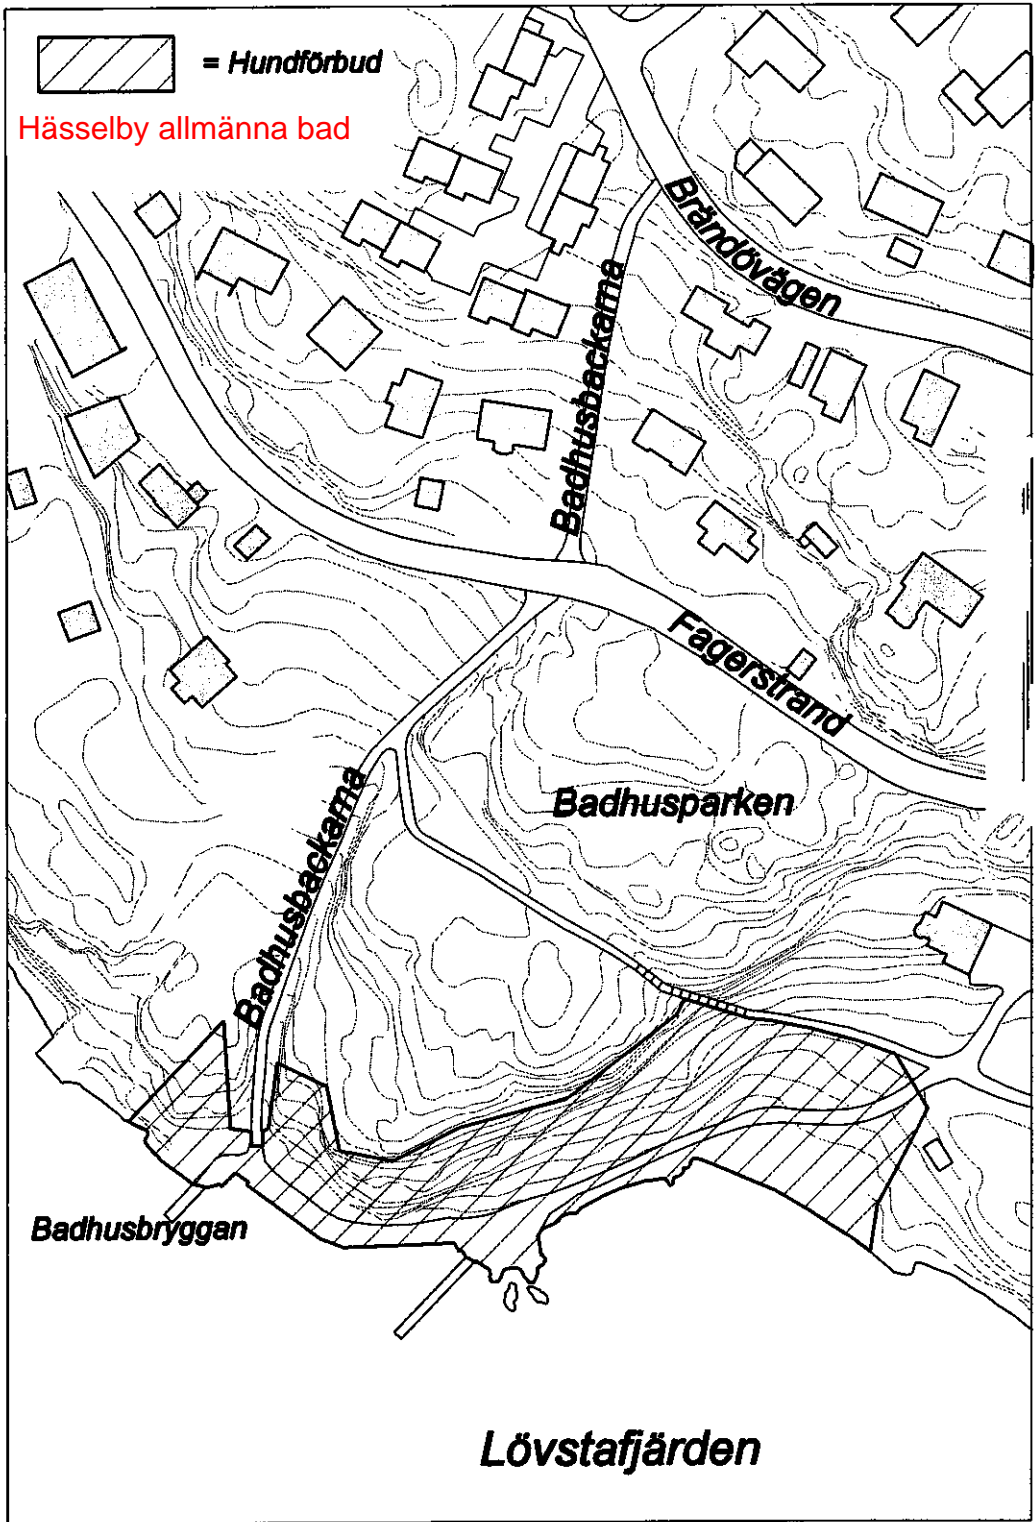 = Hundförbud
Hässelby allmänna bad
Brändövägen
Badhusbackarna
Fagerstrand
Badhusparken
Badhusbackarna
Badhusbryggan
Lövstafjärden